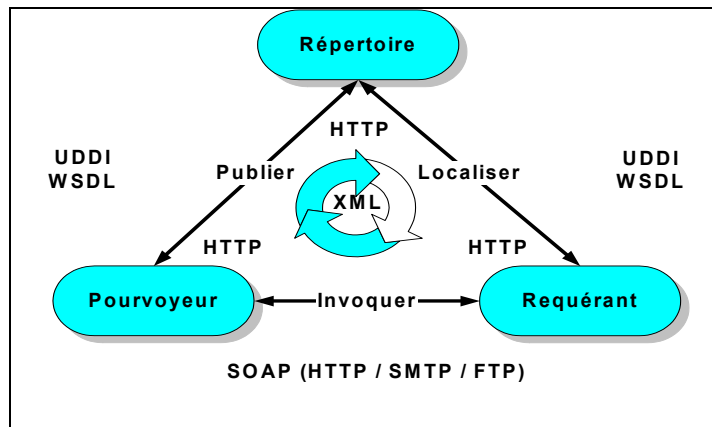 Répertoire
HTTP
UDDI
WSDL
Publier
Localiser
UDDI
WSDL
XML
HTTP
HTTP
Pourvoyeur
Invoquer
Requérant
SOAP (HTTP / SMTP / FTP)